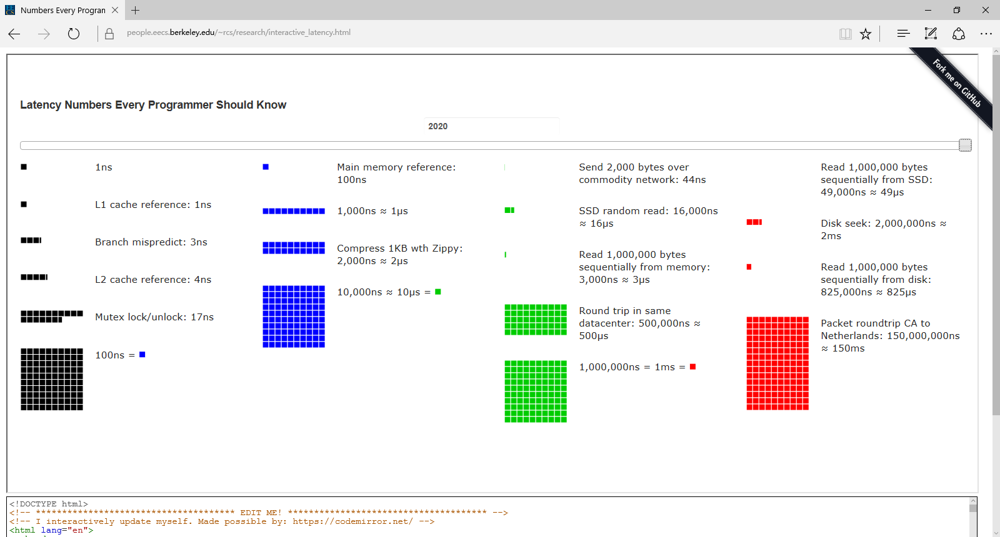 Numbers Every Progran
people.eecs.berkeley.edu/~rcs/research/interactive_latency.html
Fork me on GitHub
Latency Numbers Every Programmer Should Know
2020
1ns
L1 cache reference: 1ns
Branch mispredict: 3ns
L2 cache reference: 4ns
Mutex lock/unlock: 17ns
100ns =
Main memory reference:
100ns
1,000ns ≈ 1µs
Compress 1KB wth Zippy:
2,000ns ≈ 2µs
10,000ns ≈ 10µs =
Send 2,000 bytes over
commodity network: 44ns
SSD random read: 16,000ns
≈ 16µs
Read 1,000,000 bytes
sequentially from memory:
3,000ns ≈ 3µs
Round trip in same
datacenter: 500,000ns ≈
500µs
1,000,000ns = 1ms =
Read 1,000,000 bytes
sequentially from SSD:
49,000ns ≈ 49µs
Disk seek: 2,000,000ns ≈
2ms
Read 1,000,000 bytes
sequentially from disk:
825,000ns ≈ 825µs
Packet roundtrip CA to
Netherlands: 150,000,000ns
≈ 150ms
<!DOCTYPE html>
<!-- ************************************** EDIT ME! ************************************** -->
<!-- I interactively update myself. Made possible by: https://codemirror.net/ -->
<html lang="en">